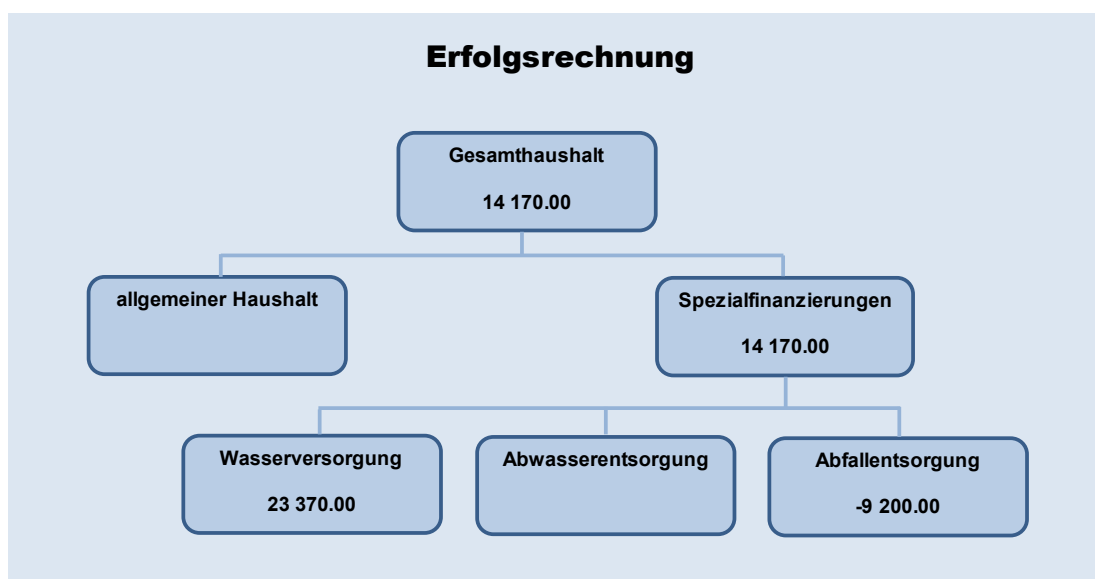 Erfolgsrechnung
Gesamthaushalt
14 170.00
allgemeiner Haushalt
Spezialfinanzierungen
14 170.00
Wasserversorgung
23 370.00
Abwasserentsorgung
Abfallentsorgung
-9 200.00